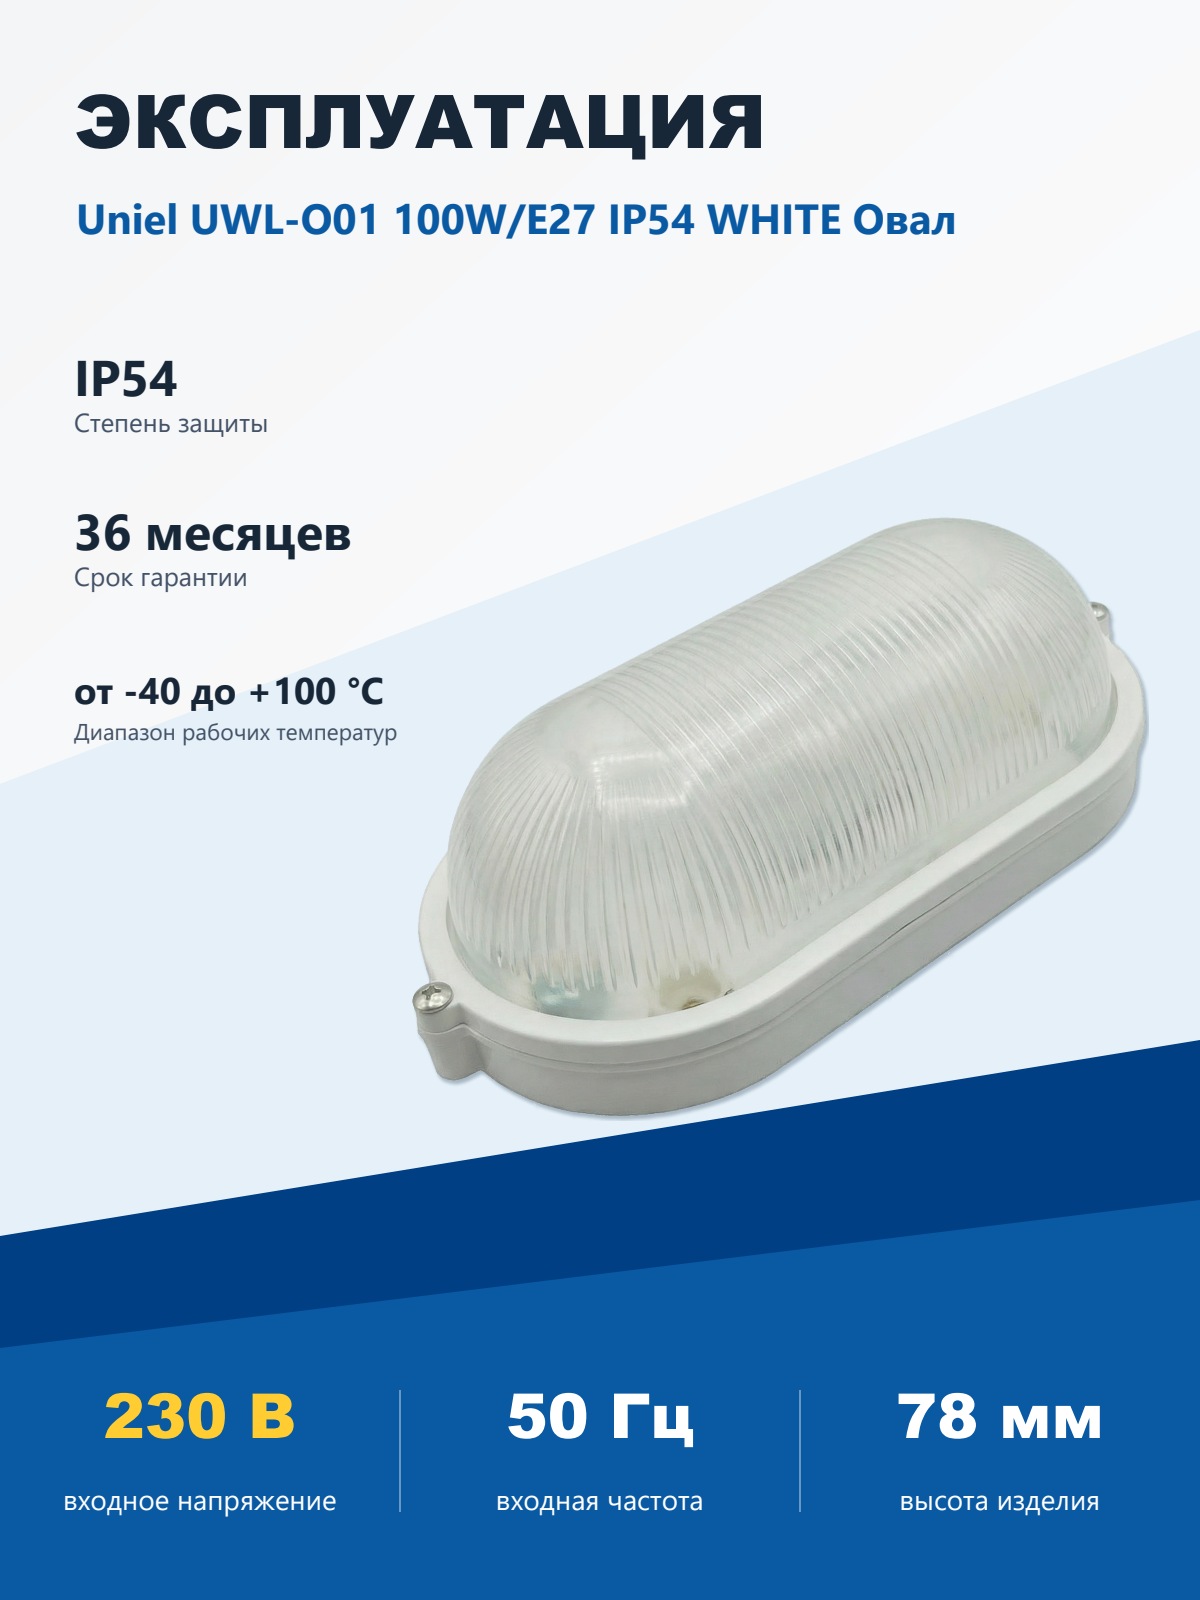 ЭКСПЛУАТАЦИЯ
Uniel UWL-O01 100W/E27 IP54 WHITE Овал
IP54
Степень защиты
36 месяцев
Срок гарантии
от -40 до +100 °C
Диапазон рабочих температур
230 В
входное напряжение
50 Гц
входная частота
78 мм
высота изделия